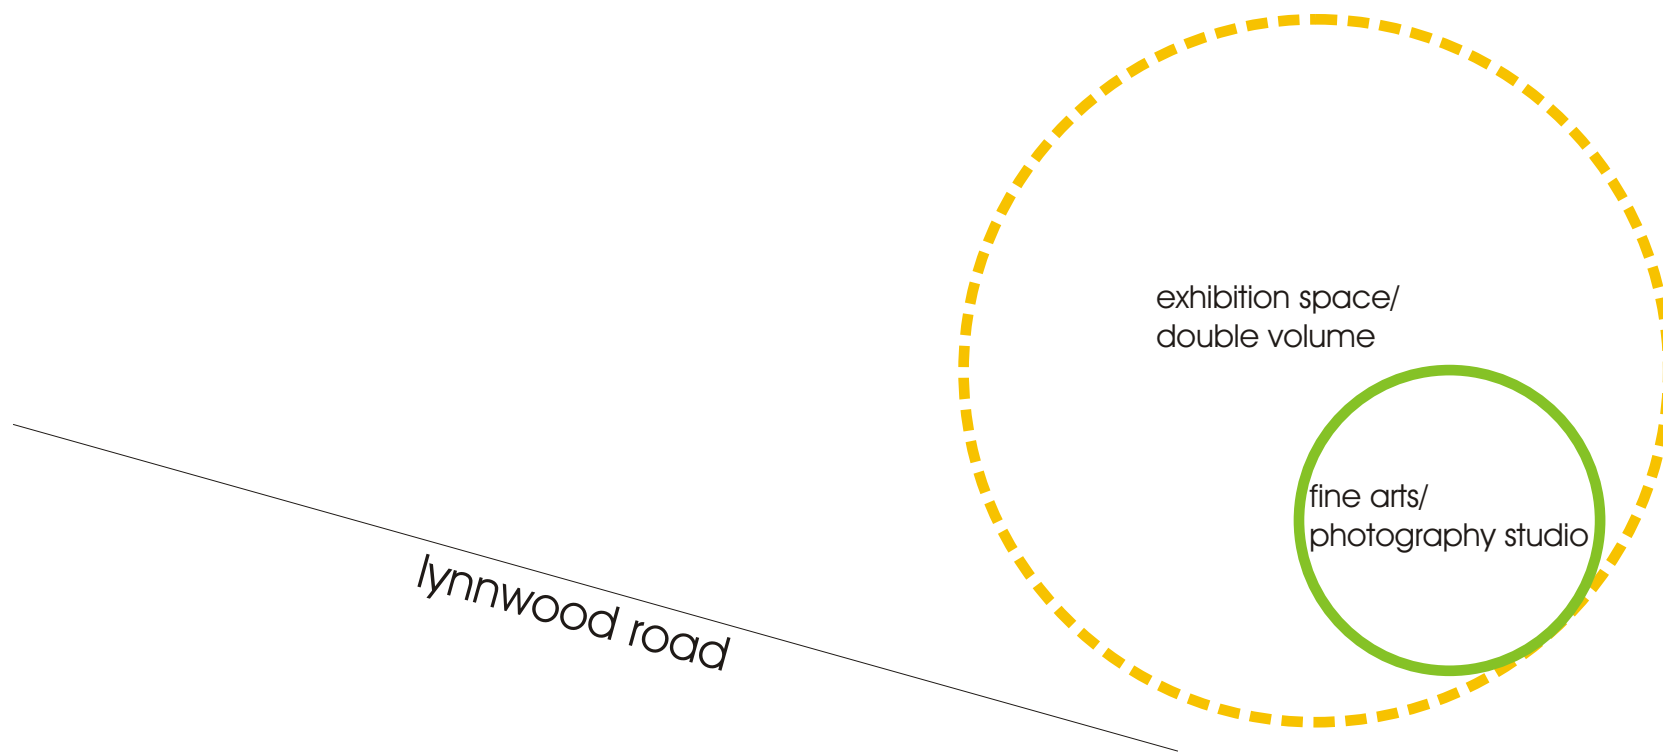 exhibition space/
double volume
fine arts/
photography studio
lynnwood road